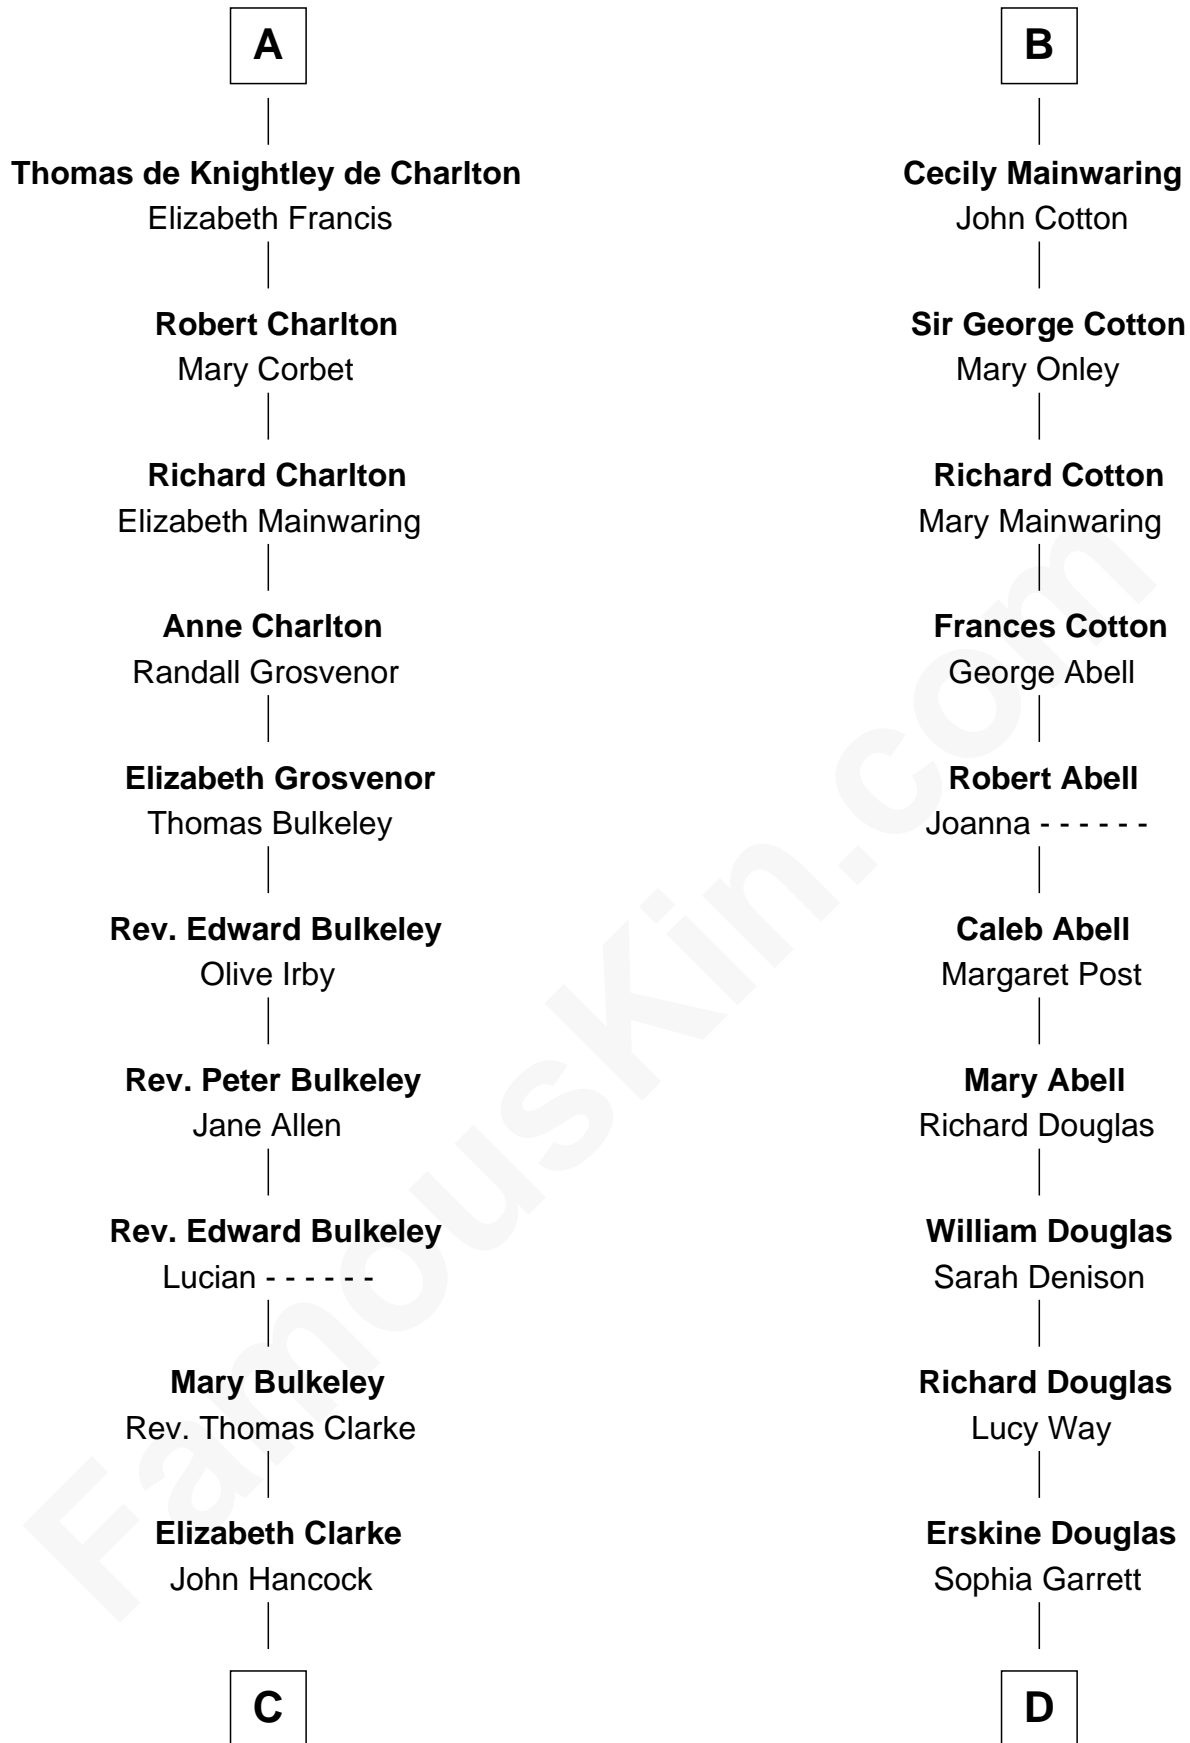 A
Thomas de Knightley de Charlton
Elizabeth Francis
Robert Charlton
Mary Corbet
Richard Charlton
Elizabeth Mainwaring
Anne Charlton
Randall Grosvenor
Elizabeth Grosvenor
Thomas Bulkeley
Rev. Edward Bulkeley
Olive Irby
Rev. Peter Bulkeley
Jane Allen
Rev. Edward Bulkeley
Lucian - - - - - -
Mary Bulkeley
Rev. Thomas Clarke
Elizabeth Clarke
John Hancock
C
B
Cecily Mainwaring
John Cotton
Sir George Cotton
Mary Onley
Richard Cotton
Mary Mainwaring
Frances Cotton
George Abell
Robert Abell
Joanna - - - - - -
Caleb Abell
Margaret Post
Mary Abell
Richard Douglas
William Douglas
Sarah Denison
Richard Douglas
Lucy Way
Erskine Douglas
Sophia Garrett
D
FamousKin.com